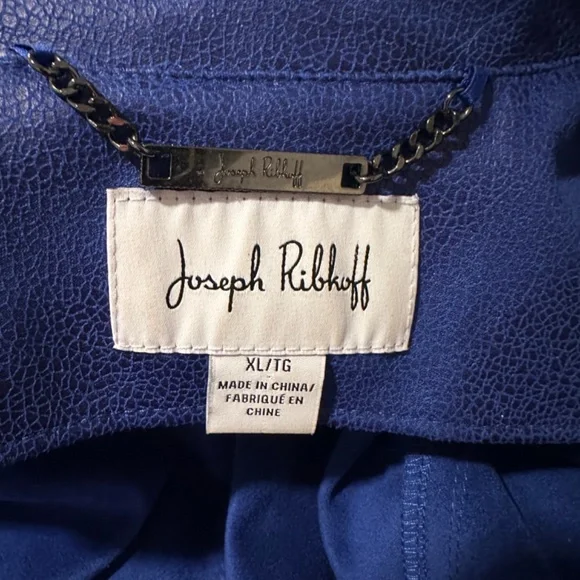 Joseph Ribkoff
Joseph Ribkoff
XL/TG
MADE IN CHINA/
FABRIQUÉ EN
CHINE